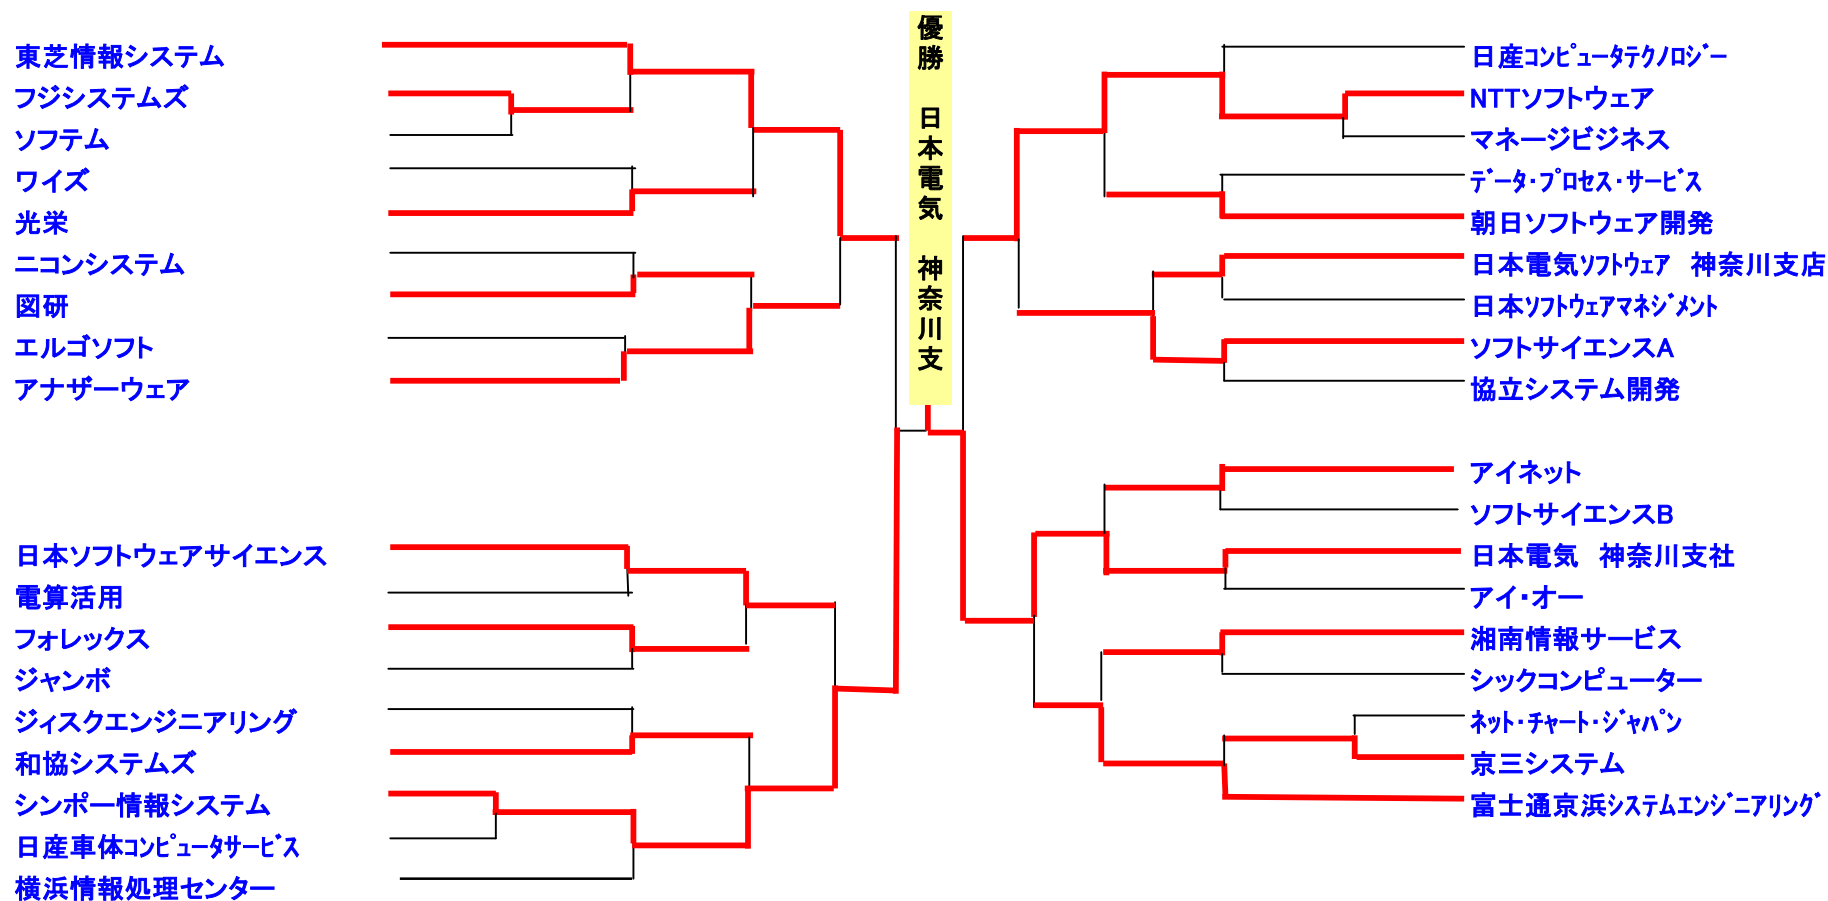 東芝情報システム
フジシステムズ
ソフテム
ワイズ
光栄
ニコンシステム
図研
エルゴソフト
アナザーウェア
日本ソフトウェアサイエンス
電算活用
フォレックス
ジャンボ
ジィスクエンジニアリング
和協システムズ
シンポー情報システム
日産車体ｺﾝﾋﾟｭｰﾀｻｰﾋﾞｽ
横浜情報処理センター
優勝　日本電気　神奈川支
日産ｺﾝﾋﾟｭｰﾀﾃｸﾉﾛｼﾞｰ
NTTソフトウェア
マネージビジネス
ﾃﾞｰﾀ･ﾌﾟﾛｾｽ･ｻｰﾋﾞｽ
朝日ソフトウェア開発
日本電気ｿﾌﾄｳｪｱ　神奈川支店
日本ｿﾌﾄｳｪｱﾏﾈｼﾞﾒﾝﾄ
ソフトサイエンスA
協立システム開発
アイネット
ソフトサイエンスB
日本電気　神奈川支社
アイ・オー
湘南情報サービス
シックコンピューター
ﾈｯﾄ･ﾁｬｰﾄ･ｼﾞｬﾊﾟﾝ
京三システム
富士通京浜ｼｽﾃﾑｴﾝｼﾞﾆｱﾘﾝｸﾞ